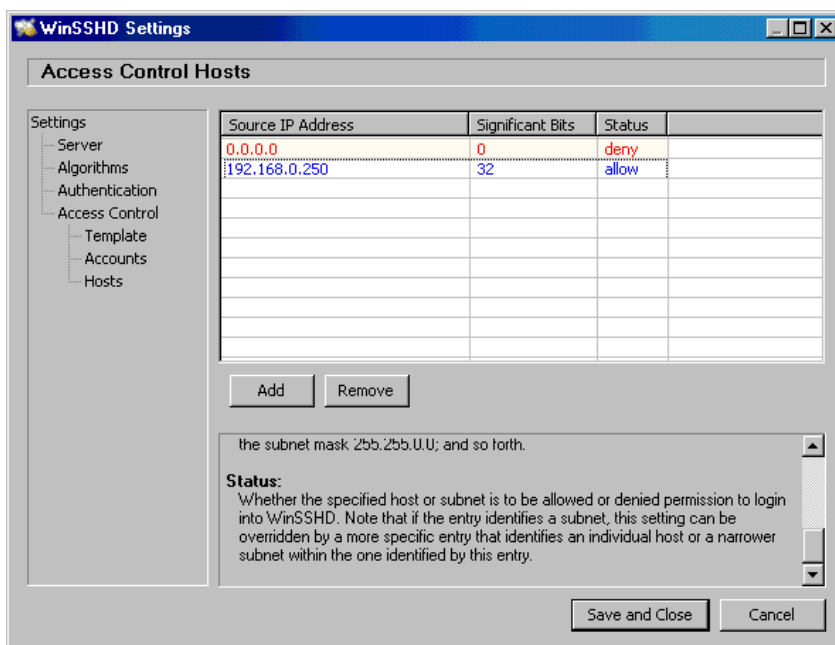 WinSSHD Settings
Access Control Hosts
Settings
Server
Algorithms
Authentication
Access Control
Template
Accounts
Hosts
Source IP Address Significant Bits Status
0.0.0.0 0 deny
192.168.0.250 32 allow
Add Remove
the subnet mask 255.255.0.0; and so forth.
Status:
Whether the specified host or subnet is to be allowed or denied permission to login
into WinSSHD. Note that if the entry identifies a subnet, this setting can be
overridden by a more specific entry that identifies an individual host or a narrower
subnet within the one identified by this entry.
Save and Close Cancel